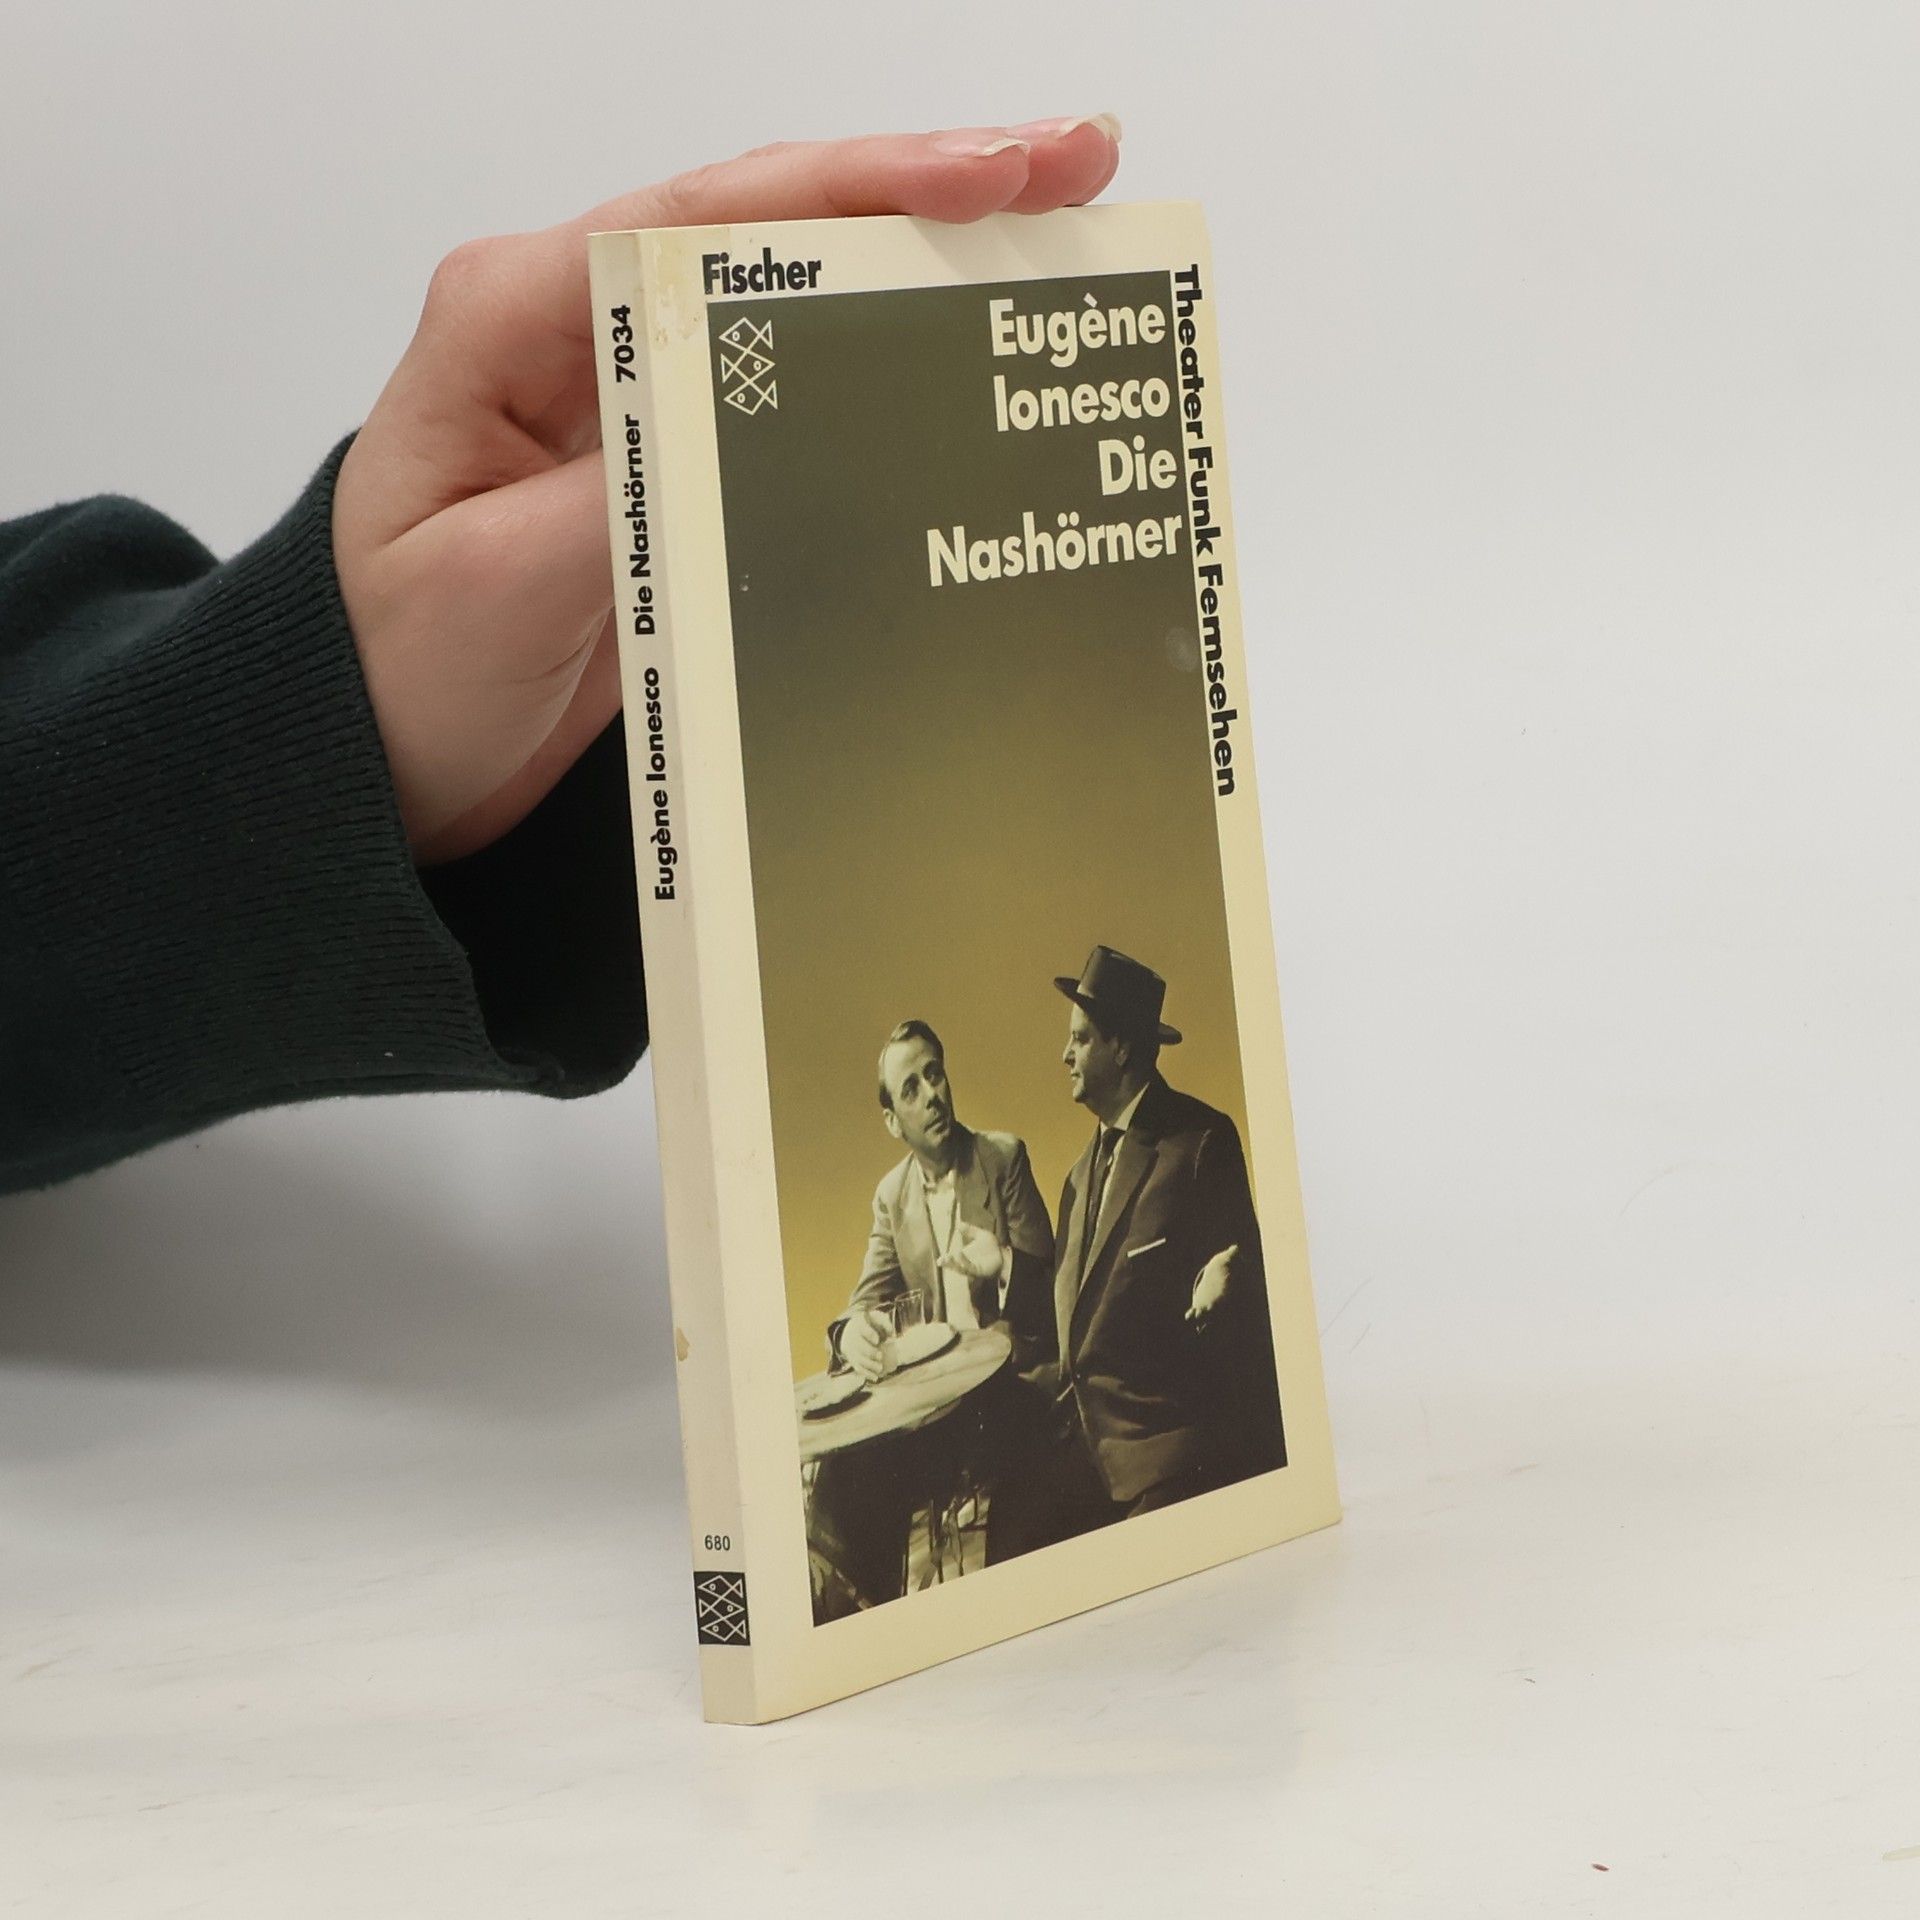 Fischer
Eugène
Ionesco
Die
Nashörner
Theater Funk Fernsehen
Eugène Ionesco Die Nashörner 7034
680